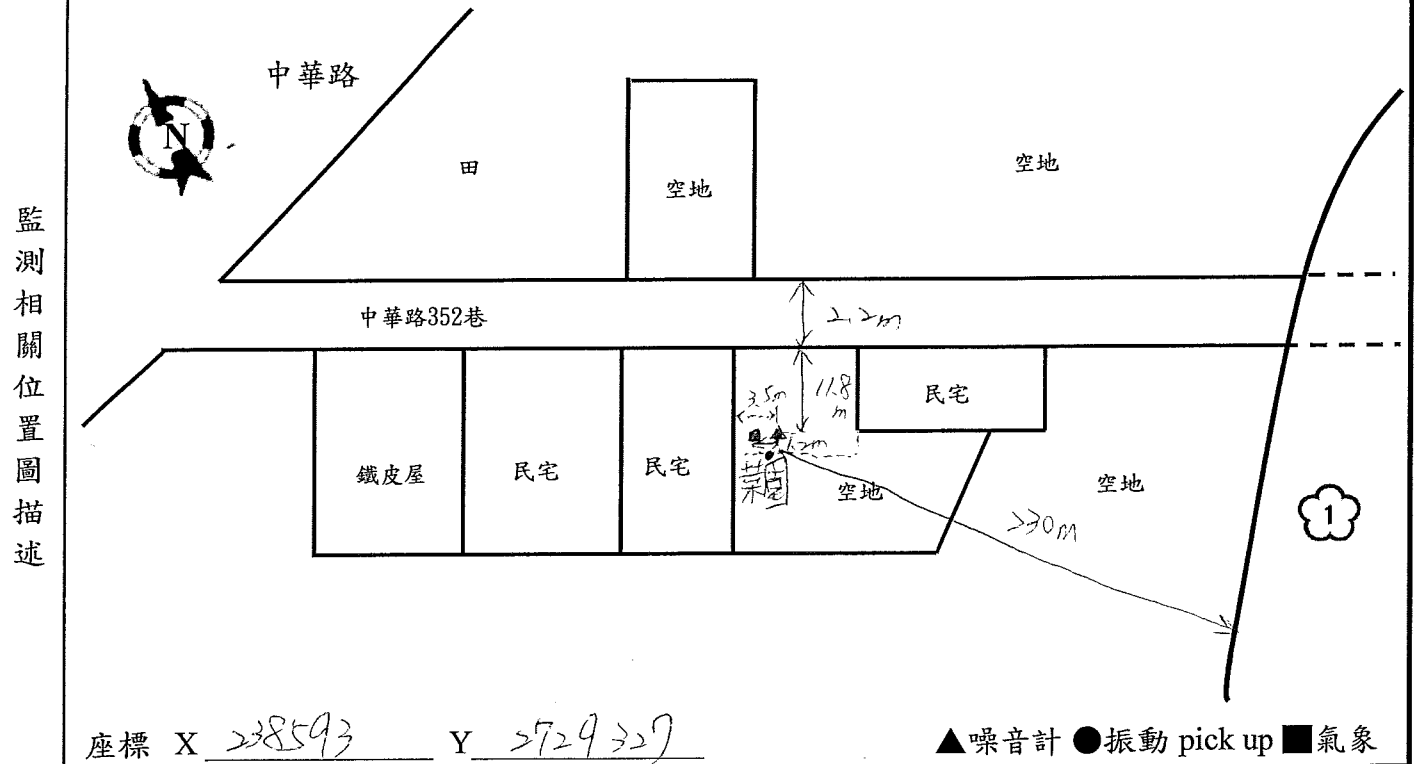 監測相關位置圖描述
中華路
N
田
空地
空地
中華路352巷
2.2m
3.5m
11.8m
1.2m
民宅
鐵皮屋
民宅
民宅
菜園
空地
空地
>30m
1
座標 X 238593 Y 2729327
▲噪音計 ●振動 pick up ■氣象